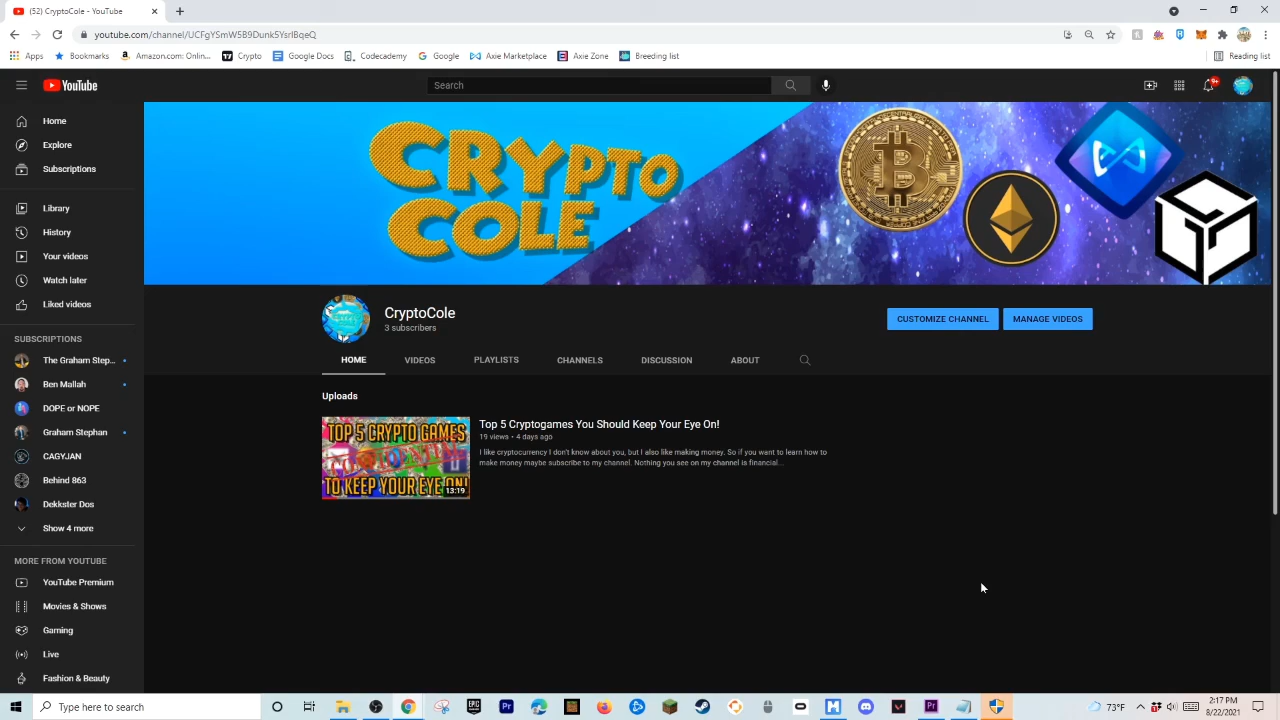 (52) CryptoCole - YouTube
youtube.com/channel/UCFgYSmW5B9Dunk5YsrlBqeQ
Apps
Bookmarks
Amazon.com: Onlin...
Crypto
Google Docs
Codecademy
Google
Axie Marketplace
Axie Zone
Breeding list
Reading list
YouTube
Search
9+
Home
Explore
Subscriptions
Library
History
Your videos
Watch later
Liked videos
SUBSCRIPTIONS
The Graham Step...
Ben Mallah
DOPE or NOPE
Graham Stephan
CAGYJAN
Behind 863
Dekkster Dos
Show 4 more
MORE FROM YOUTUBE
YouTube Premium
Movies & Shows
Gaming
Live
Fashion & Beauty
CRYPTO
COLE
CryptoCole
3 subscribers
CUSTOMIZE CHANNEL
MANAGE VIDEOS
HOME
VIDEOS
PLAYLISTS
CHANNELS
DISCUSSION
ABOUT
Uploads
TOP 5 CRYPTO GAMES
TO KEEP YOUR EYE ON!
13:19
Top 5 Cryptogames You Should Keep Your Eye On!
19 views • 4 days ago
I like cryptocurrency I don't know about you, but I also like making money. So if you want to learn how to
make money maybe subscribe to my channel. Nothing you see on my channel is financial...
Type here to search
73°F
2:17 PM
8/22/2021